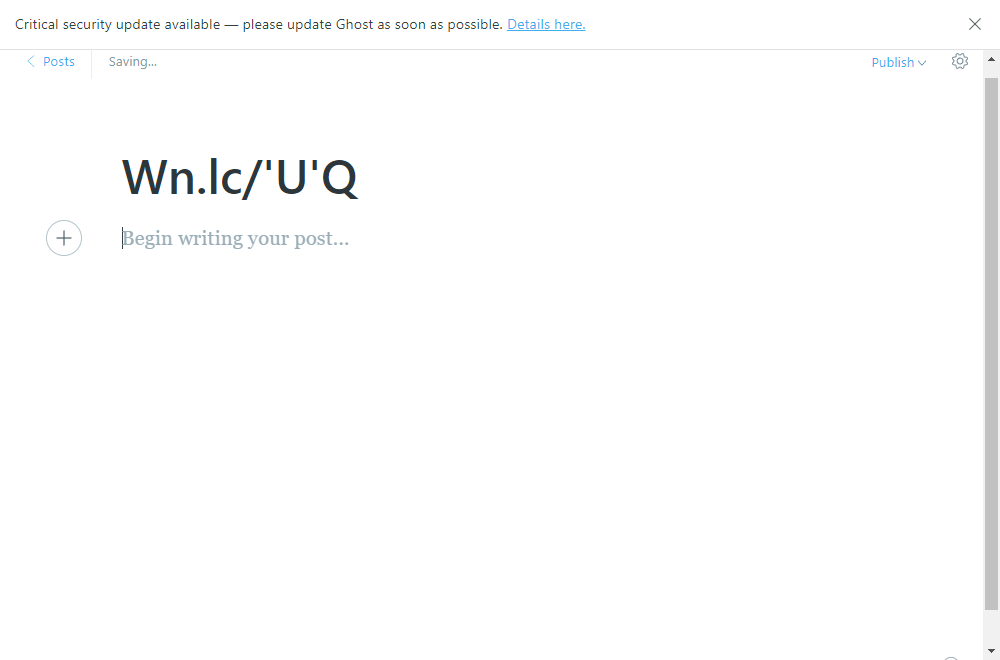 Critical security update available — please update Ghost as soon as possible. Details here.
Posts
Saving...
Publish
Wn.lc/'U'Q
Begin writing your post...